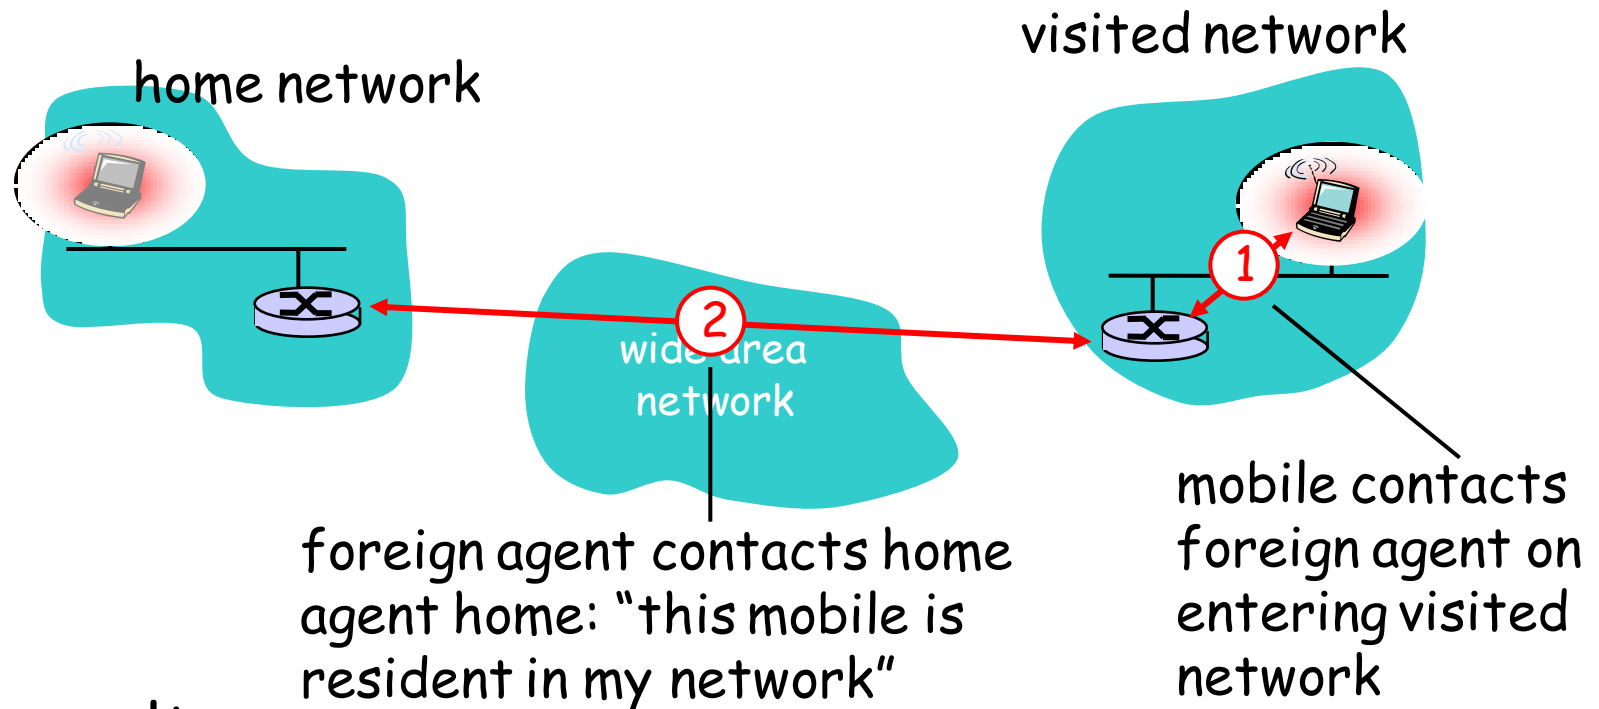 visited network
home network
1
2
wide area
network
mobile contacts
foreign agent on
entering visited
network
foreign agent contacts home
agent home: “this mobile is
resident in my network”